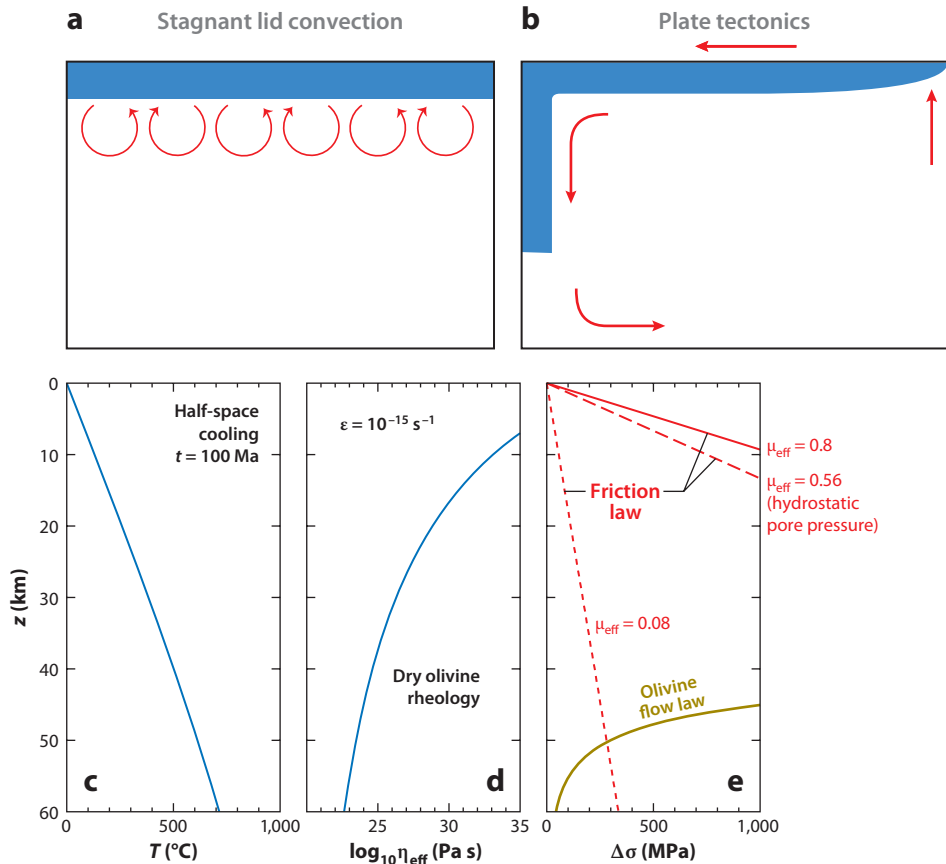 a
Stagnant lid convection
b
Plate tectonics
0
10
20
30
40
50
60
z (km)
Half-space
cooling
t = 100 Ma
c
0
500
1,000
T (°C)
ε = 10⁻¹⁵ s⁻¹
Dry olivine
rheology
d
25
30
35
log₁₀ηeff (Pa s)
μeff = 0.8
μeff = 0.56
(hydrostatic
pore pressure)
Friction
law
μeff = 0.08
Olivine
flow law
e
0
500
1,000
Δσ (MPa)